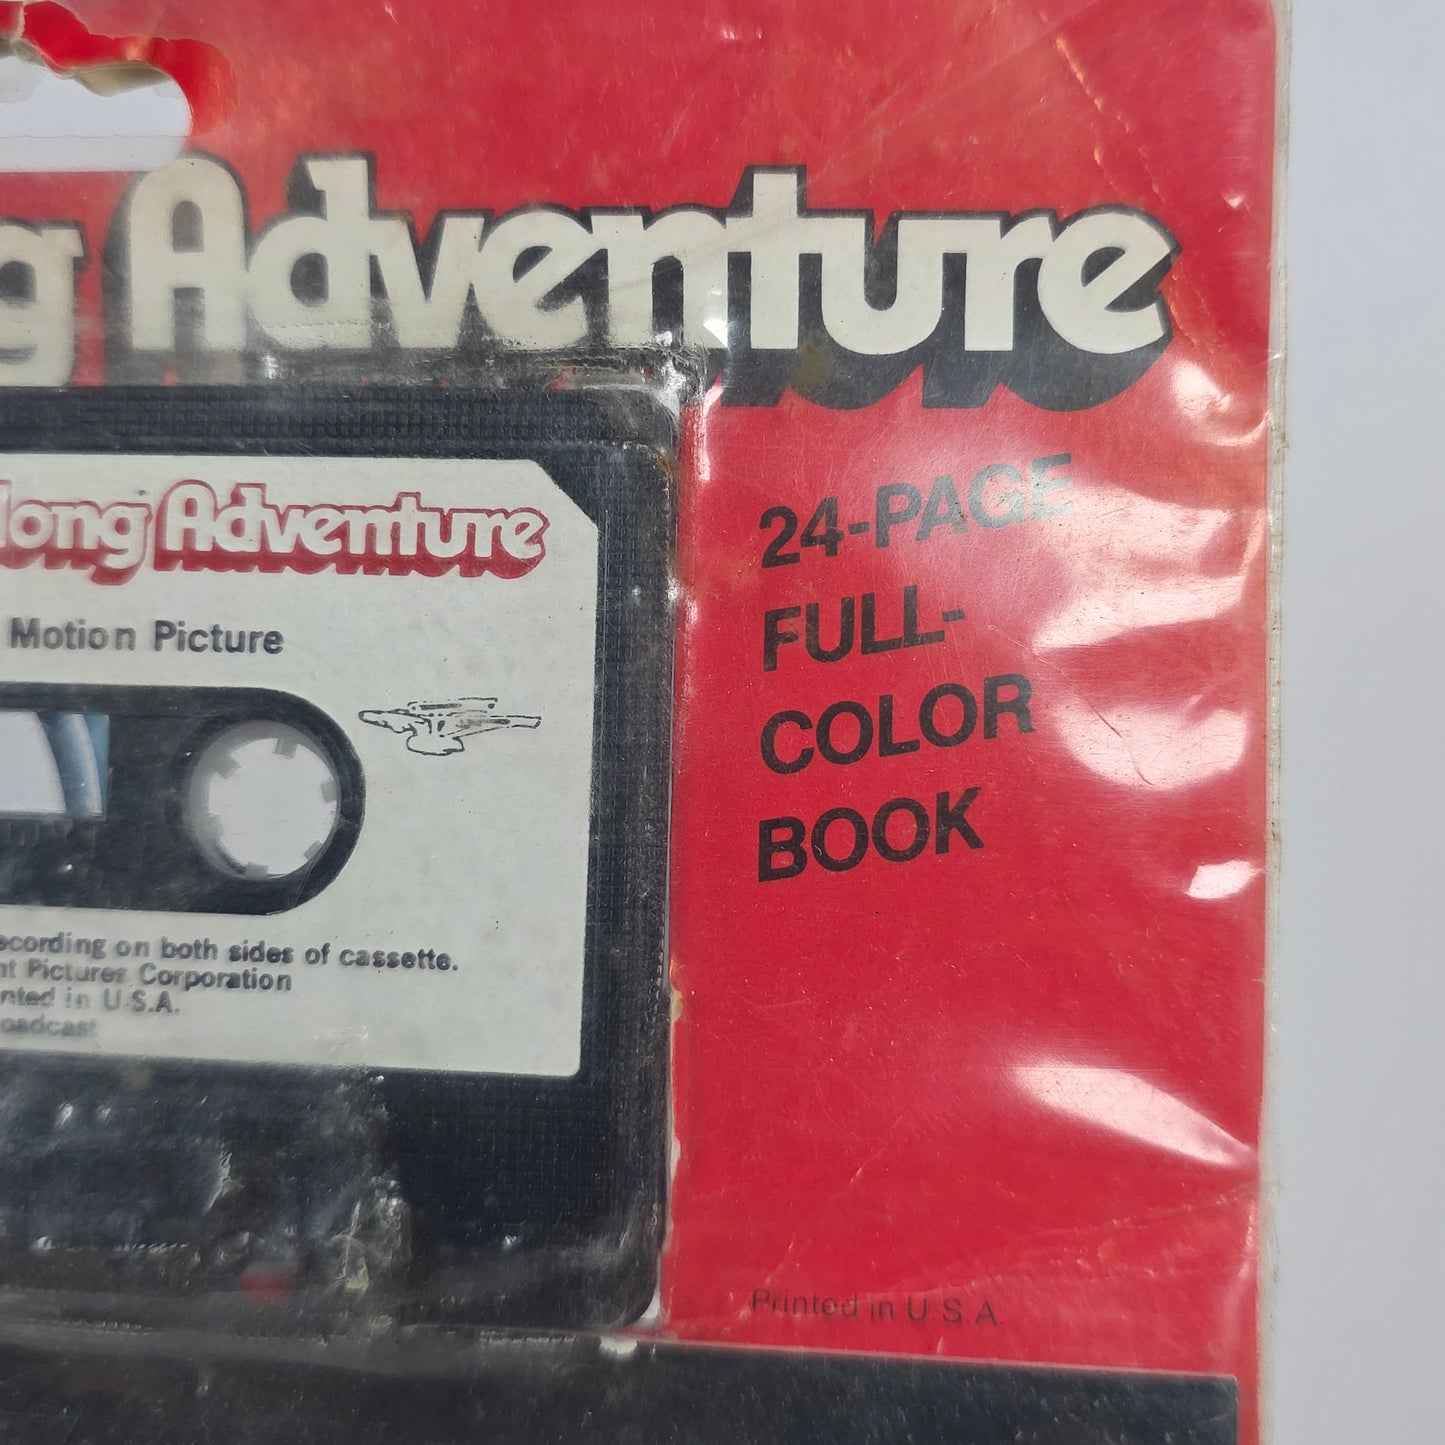 g Adventure
long Adventure
Motion Picture
24-PAGE
FULL-
COLOR
BOOK
ecording on both sides of cassette.
nt Pictures Corporation
nted in U.S.A.
oadcast
Printed in U.S.A.